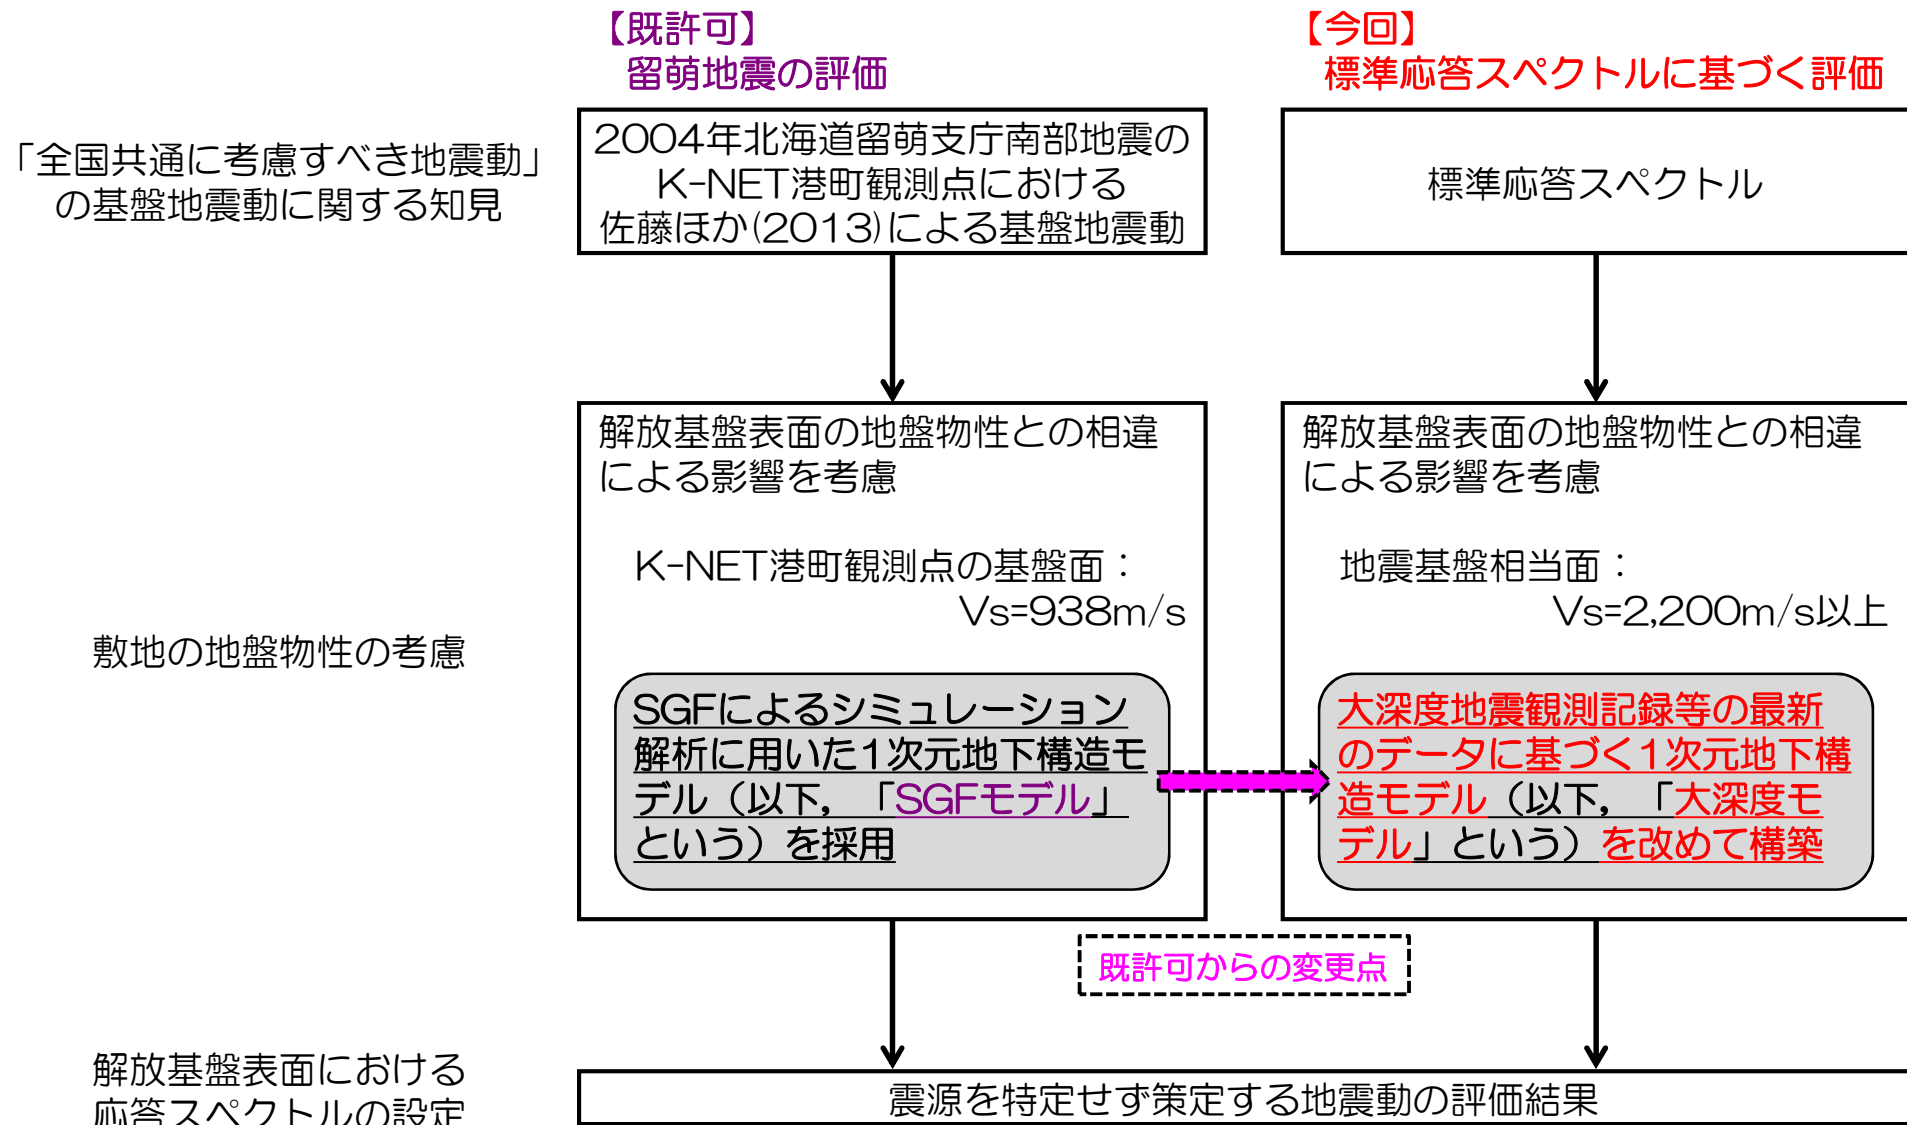 【既許可】
留萌地震の評価
【今回】
標準応答スペクトルに基づく評価
「全国共通に考慮すべき地震動」
の基盤地震動に関する知見
2004年北海道留萌支庁南部地震の
K-NET港町観測点における
佐藤ほか(2013)による基盤地震動
標準応答スペクトル
敷地の地盤物性の考慮
解放基盤表面の地盤物性との相違
による影響を考慮
K-NET港町観測点の基盤面：
Vs=938m/s
SGFによるシミュレーション
解析に用いた1次元地下構造モ
デル（以下，「SGFモデル」
という）を採用
解放基盤表面の地盤物性との相違
による影響を考慮
地震基盤相当面：
Vs=2,200m/s以上
大深度地震観測記録等の最新
のデータに基づく1次元地下構
造モデル（以下，「大深度モ
デル」という）を改めて構築
既許可からの変更点
解放基盤表面における
応答スペクトルの設定
震源を特定せず策定する地震動の評価結果